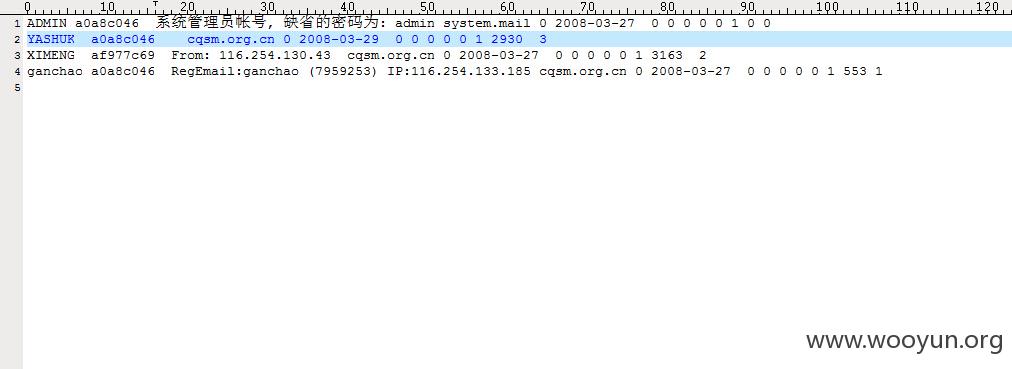 0 10 20 30 40 50 60 70 80 90 100 110 120
1 ADMIN a0a8c046 系统管理员帐号, 缺省的密码为: admin system.mail 0 2008-03-27 0 0 0 0 0 1 0 0
2 YASHUK a0a8c046 cqsm.org.cn 0 2008-03-29 0 0 0 0 0 1 2930 3
3 XIMENG af977c69 From: 116.254.130.43 cqsm.org.cn 0 2008-03-27 0 0 0 0 0 1 3163 2
4 ganchao a0a8c046 RegEmail:ganchao (7959253) IP:116.254.133.185 cqsm.org.cn 0 2008-03-27 0 0 0 0 0 1 553 1
5
www.wooyun.org